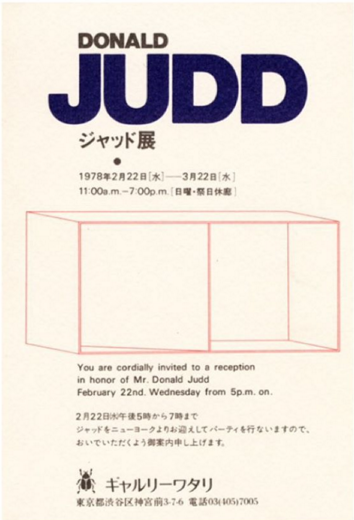 DONALD
JUDD
ジャッド展
●
1978年2月22日[水]——3月22日[水]
11:00a.m.–7:00p.m.[日曜・祭日休廊]
You are cordially invited to a reception
in honor of Mr. Donald Judd
February 22nd. Wednesday from 5p.m. on.
2月22日(水)午後5時から7時まで
ジャッドをニューヨークよりお迎えしてパーティを行ないますので、
おいでいただくよう御案内申し上げます。
ギャルリーワタリ
東京都渋谷区神宮前3-7-6 電話03(405)7005